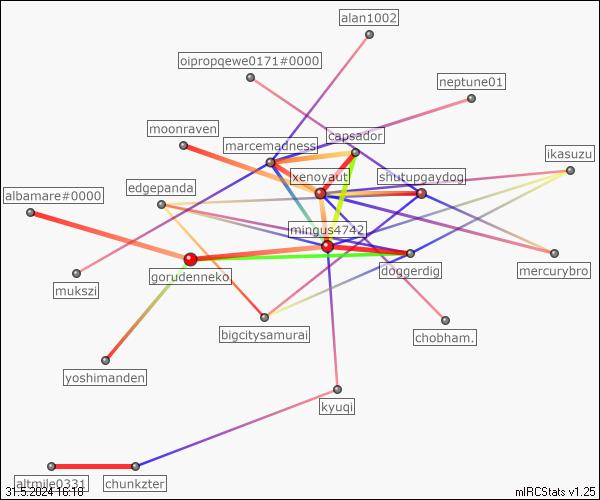 alan1002
oipropqewe0171#0000
neptune01
moonraven
capsador
marcemadness
ikasuzu
xenoyaut
shutupgaydog
edgepanda
albamare#0000
mingus4742
gorudenneko
doggerdig
mercurybro
mukszi
bigcitysamurai
chobham.
yoshimanden
kyuqi
altmile0331
chunkzter
31.5.2024 16:18
mIRCStats v1.25